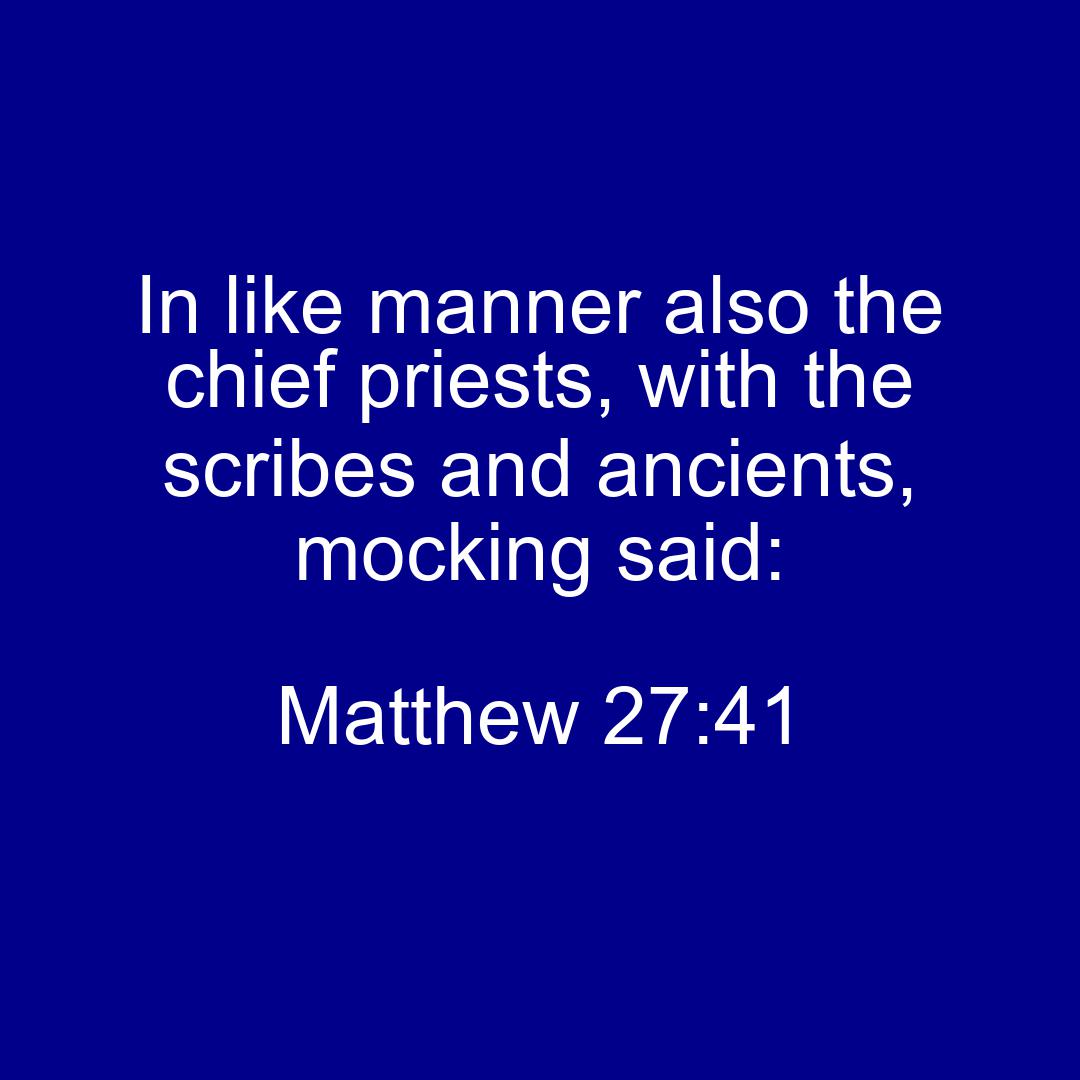 In like manner also the
chief priests, with the
scribes and ancients,
mocking said:
Matthew 27:41